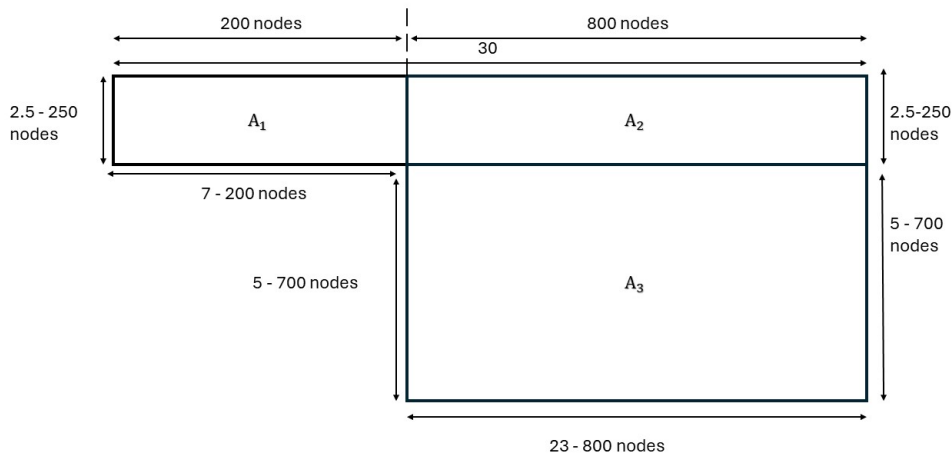 200 nodes
800 nodes
30
2.5 - 250
nodes
A₁
A₂
2.5-250
nodes
7 - 200 nodes
5 - 700
nodes
5 - 700 nodes
A₃
23 - 800 nodes